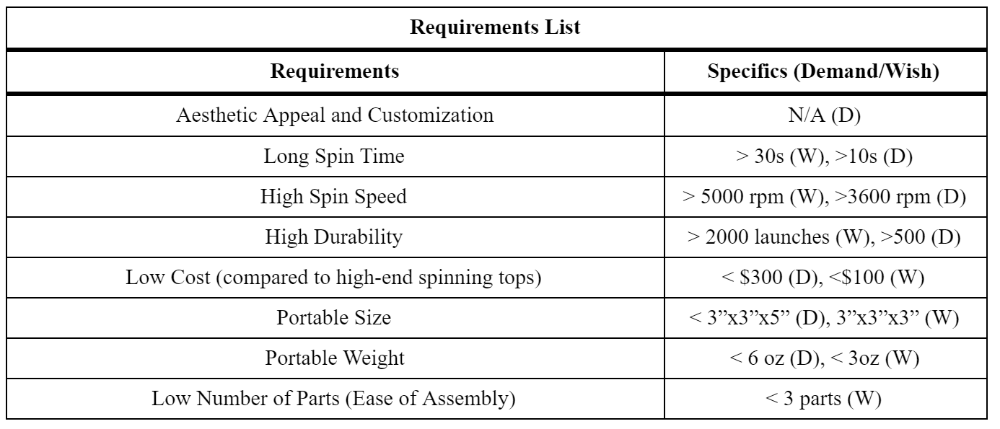 Requirements List
Requirements Specifics (Demand/Wish)
Aesthetic Appeal and Customization N/A (D)
Long Spin Time > 30s (W), >10s (D)
High Spin Speed > 5000 rpm (W), >3600 rpm (D)
High Durability > 2000 launches (W), >500 (D)
Low Cost (compared to high-end spinning tops) < $300 (D), <$100 (W)
Portable Size < 3”x3”x5” (D), 3”x3”x3” (W)
Portable Weight < 6 oz (D), < 3oz (W)
Low Number of Parts (Ease of Assembly) < 3 parts (W)